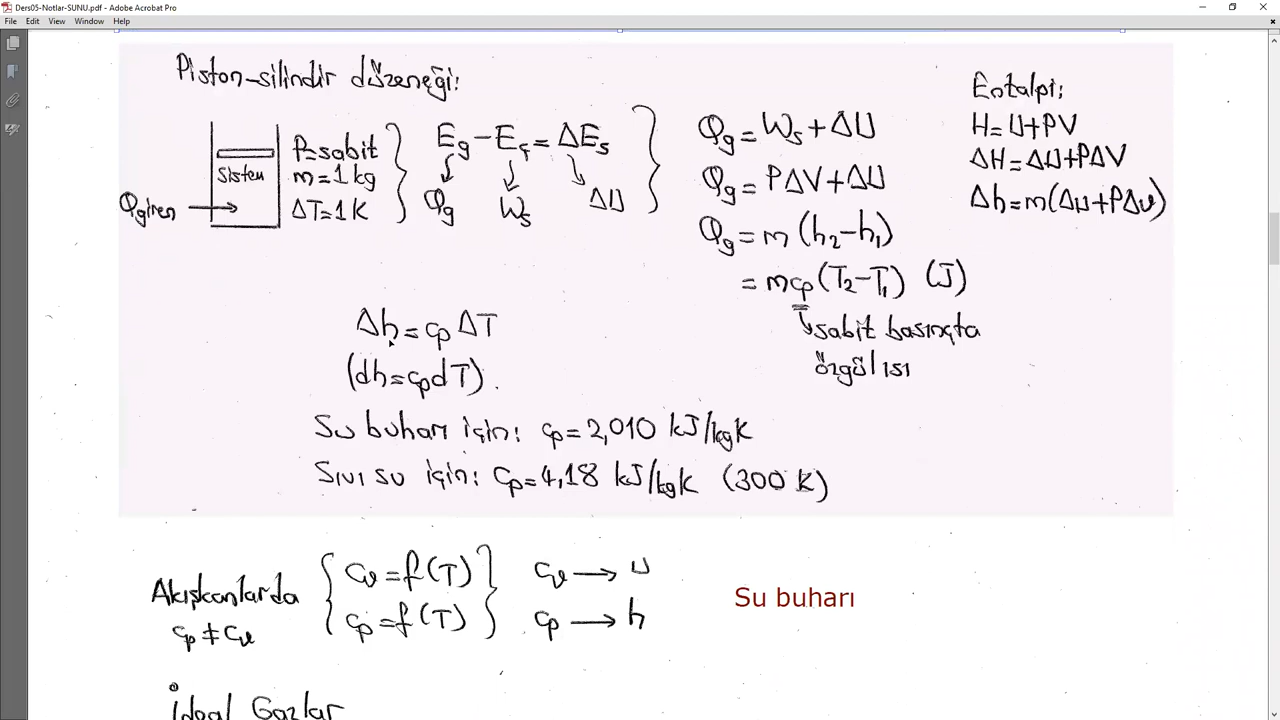 Ders05-Notlar-SUNU.pdf - Adobe Acrobat Pro
File Edit View Window Help
Piston-silindir düzeneği:
Sistem
Qgiren
P=sabit
m=1 kg
ΔT=1 K
Eg - Eç = ΔEs
Qg Ws ΔU
Qg = Ws + ΔU
Qg = PΔV + ΔU
Qg = m (h2-h1)
= mcp (T2-T1) (J)
sabit basınçta
özgül ısı
Entalpi;
H=U+PV
ΔH=ΔU+PΔV
Δh=m(Δu+PΔv)
Δh = cp ΔT
(dh=cpdT).
Su buharı için: cp=2,010 kJ/kgK
Sıvı su için: cp=4,18 kJ/kgK (300 K)
Akışkanlarda
cp ≠ cv
cv = f(T)
cp = f(T)
cv → u
cp → h
Su buharı
İdeal Gazlar